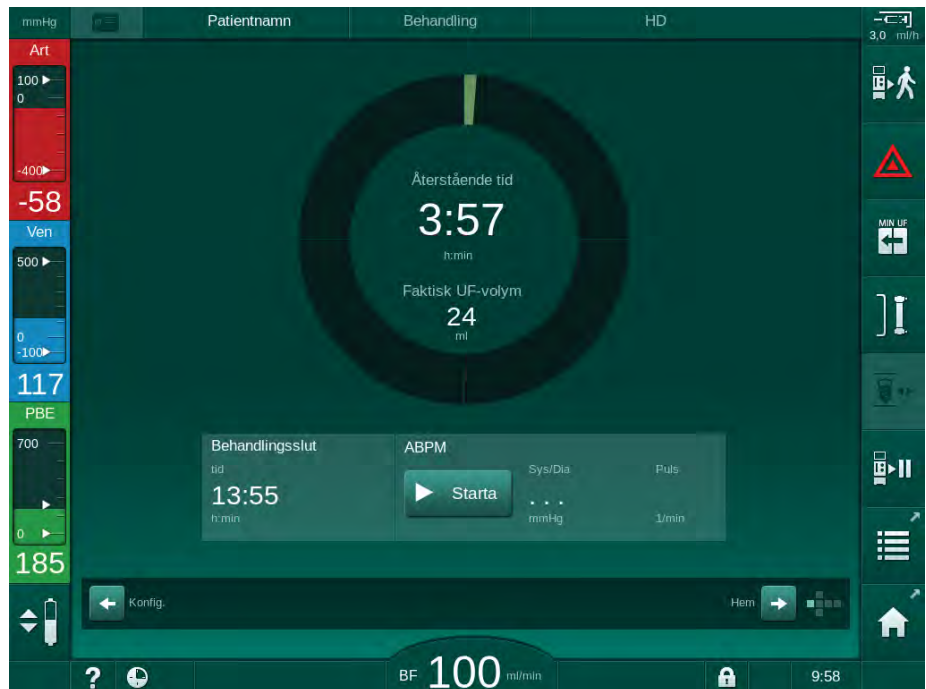 mmHg
Patientnamn
Behandling
HD
3,0 ml/h
Art
100
0
-400
-58
Ven
500
0
-100
117
PBE
700
0
185
Återstående tid
3:57
h:min
Faktisk UF-volym
24
ml
Behandlingsslut
tid
13:55
h:min
ABPM
Starta
Sys/Dia
. . .
mmHg
Puls
1/min
MIN UF
Konfig.
Hem
?
BF 100 ml/min
9:58